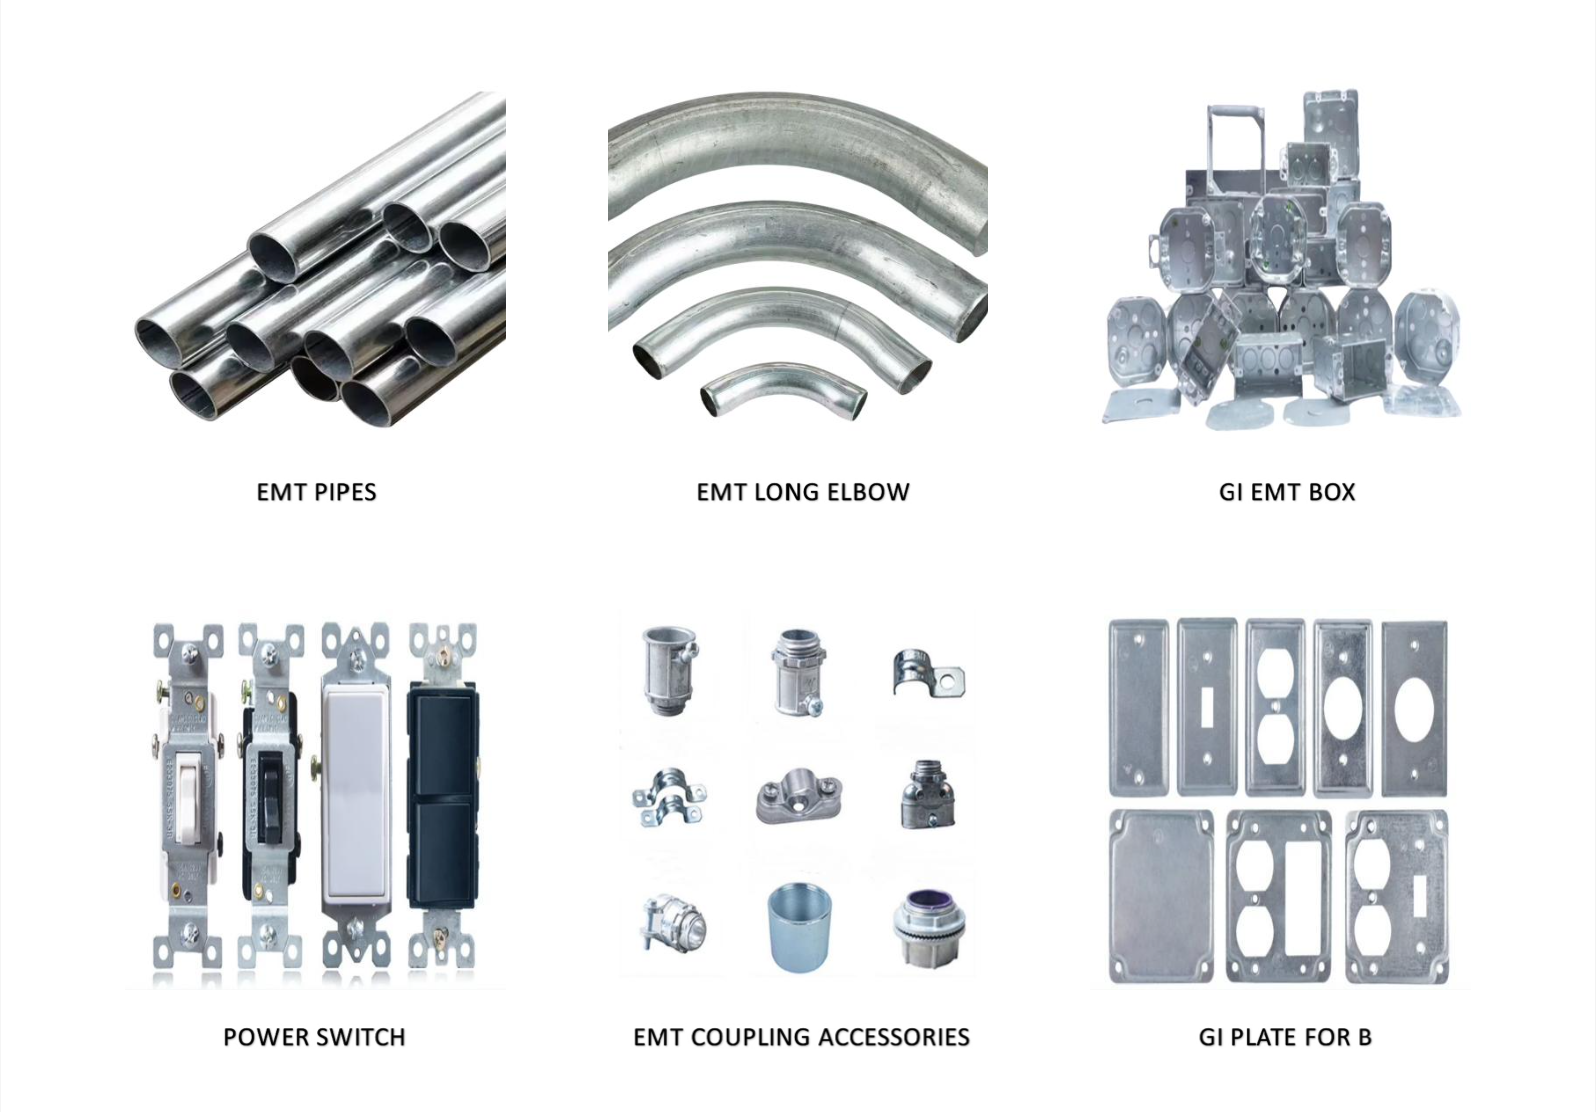 EMT PIPES
EMT LONG ELBOW
GI EMT BOX
POWER SWITCH
EMT COUPLING ACCESSORIES
GI PLATE FOR B